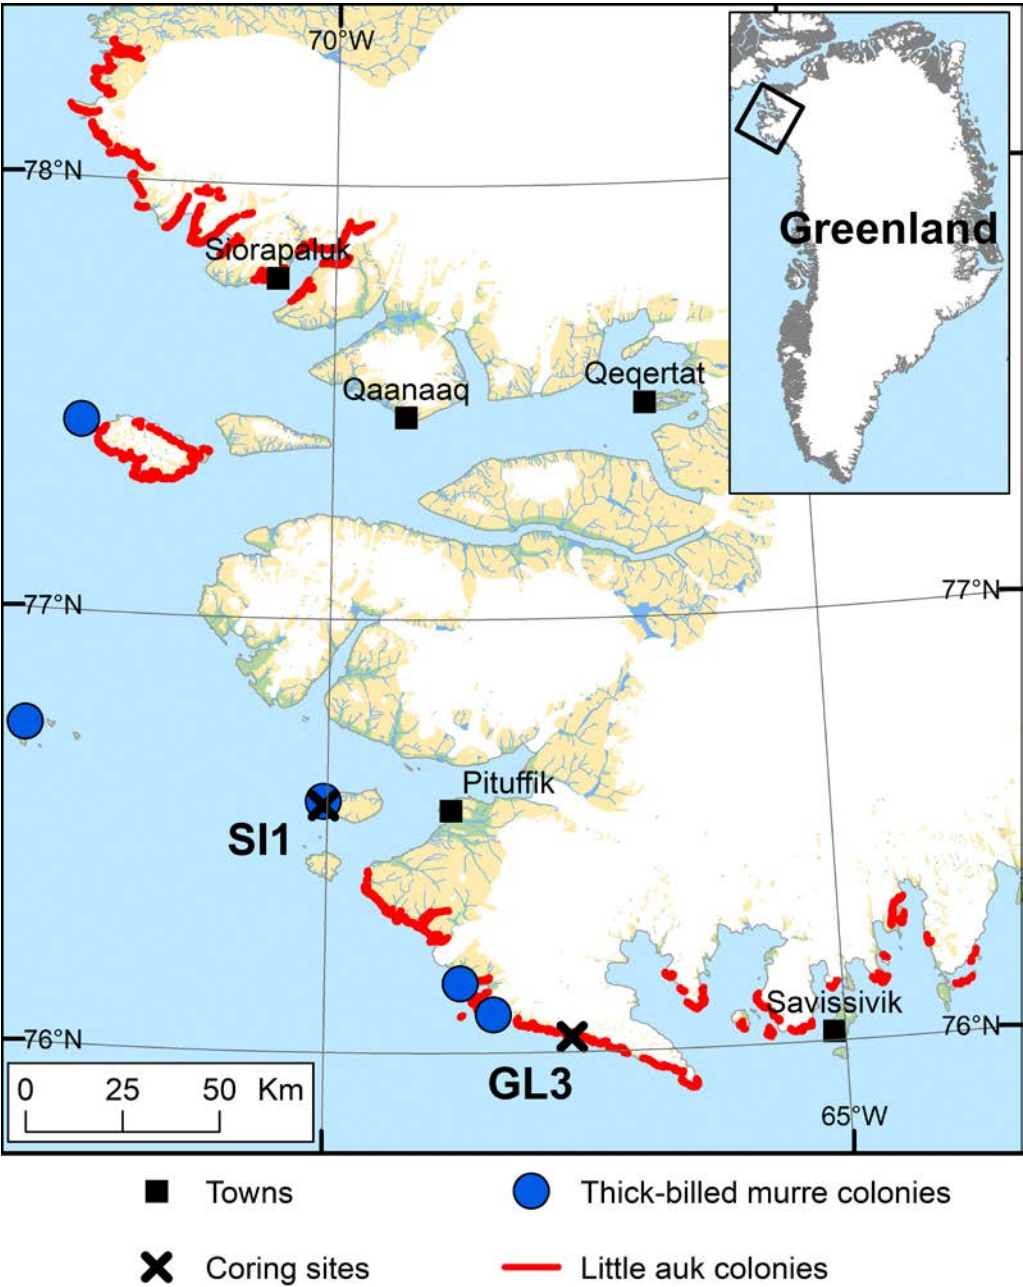 70°W
78°N
Greenland
Siorapaluk
Qeqertat
Qaanaaq
77°N
77°N
Pituffik
SI1
Savissivik
76°N
76°N
GL3
0 25 50 Km
65°W
Towns
Thick-billed murre colonies
Coring sites
Little auk colonies